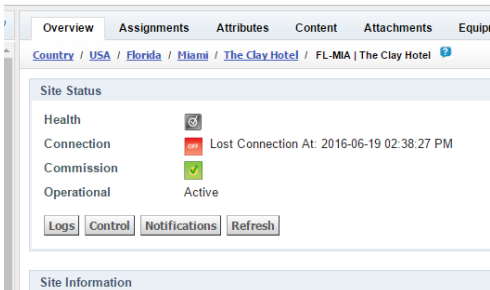 Overview Assignments Attributes Content Attachments
Country / USA / Florida / Miami / The Clay Hotel / FL-MIA | The Clay Hotel
Site Status
Health
Connection OFF Lost Connection At: 2016-06-19 02:38:27 PM
Commission
Operational Active
Logs Control Notifications Refresh
Site Information